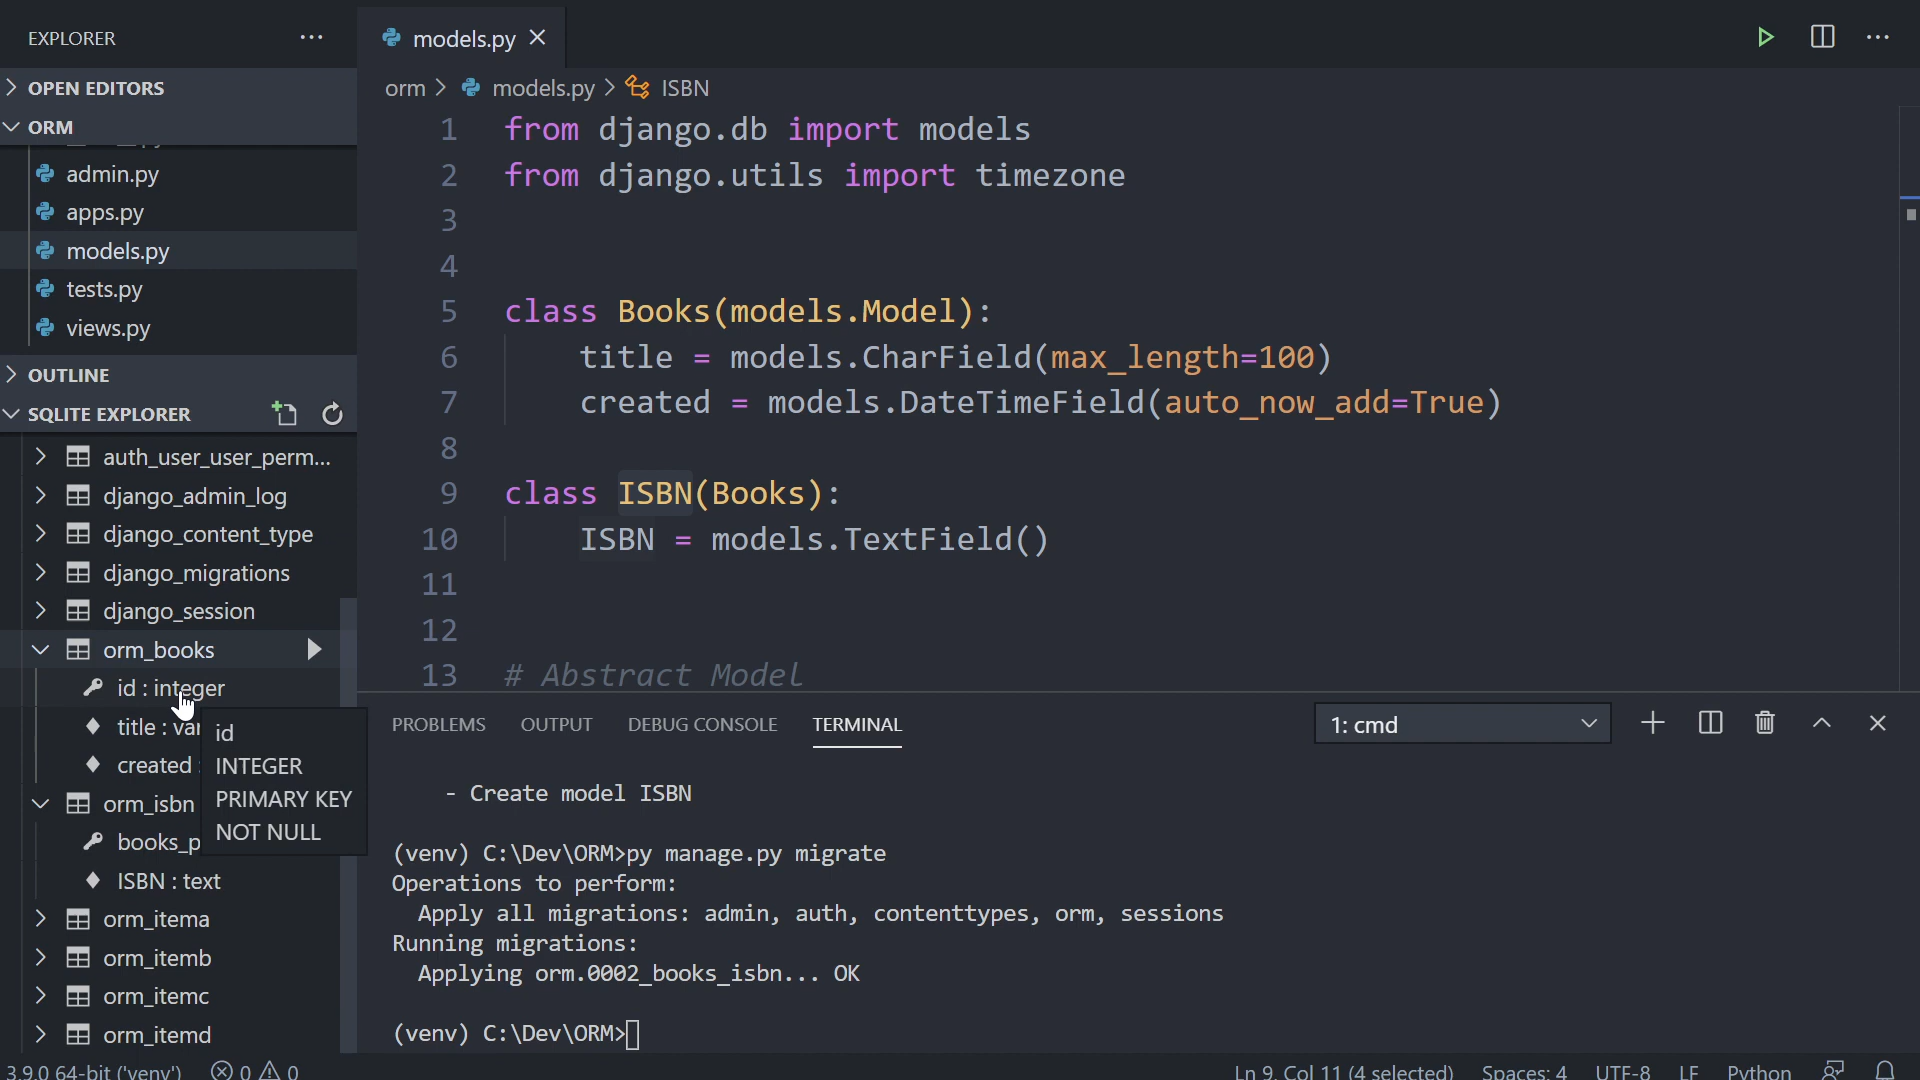 EXPLORER
OPEN EDITORS
ORM
admin.py
apps.py
models.py
tests.py
views.py
OUTLINE
SQLITE EXPLORER
auth_user_user_perm...
django_admin_log
django_content_type
django_migrations
django_session
orm_books
id : integer
title : var
created :
id
INTEGER
PRIMARY KEY
NOT NULL
orm_isbn
books_p
ISBN : text
orm_itema
orm_itemb
orm_itemc
orm_itemd
models.py
orm > models.py > ISBN
1 from django.db import models
2 from django.utils import timezone
3
4
5 class Books(models.Model):
6 title = models.CharField(max_length=100)
7 created = models.DateTimeField(auto_now_add=True)
8
9 class ISBN(Books):
10 ISBN = models.TextField()
11
12
13 # Abstract Model
PROBLEMS OUTPUT DEBUG CONSOLE TERMINAL 1: cmd
- Create model ISBN
(venv) C:\Dev\ORM>py manage.py migrate
Operations to perform:
Apply all migrations: admin, auth, contenttypes, orm, sessions
Running migrations:
Applying orm.0002_books_isbn... OK
(venv) C:\Dev\ORM>
3.9.0 64-bit ('venv') 0 0 Ln 9, Col 11 (4 selected) Spaces: 4 UTF-8 LF Python